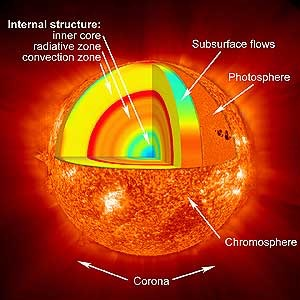 Internal structure:
inner core
radiative zone
convection zone
Subsurface flows
Photosphere
Chromosphere
Corona